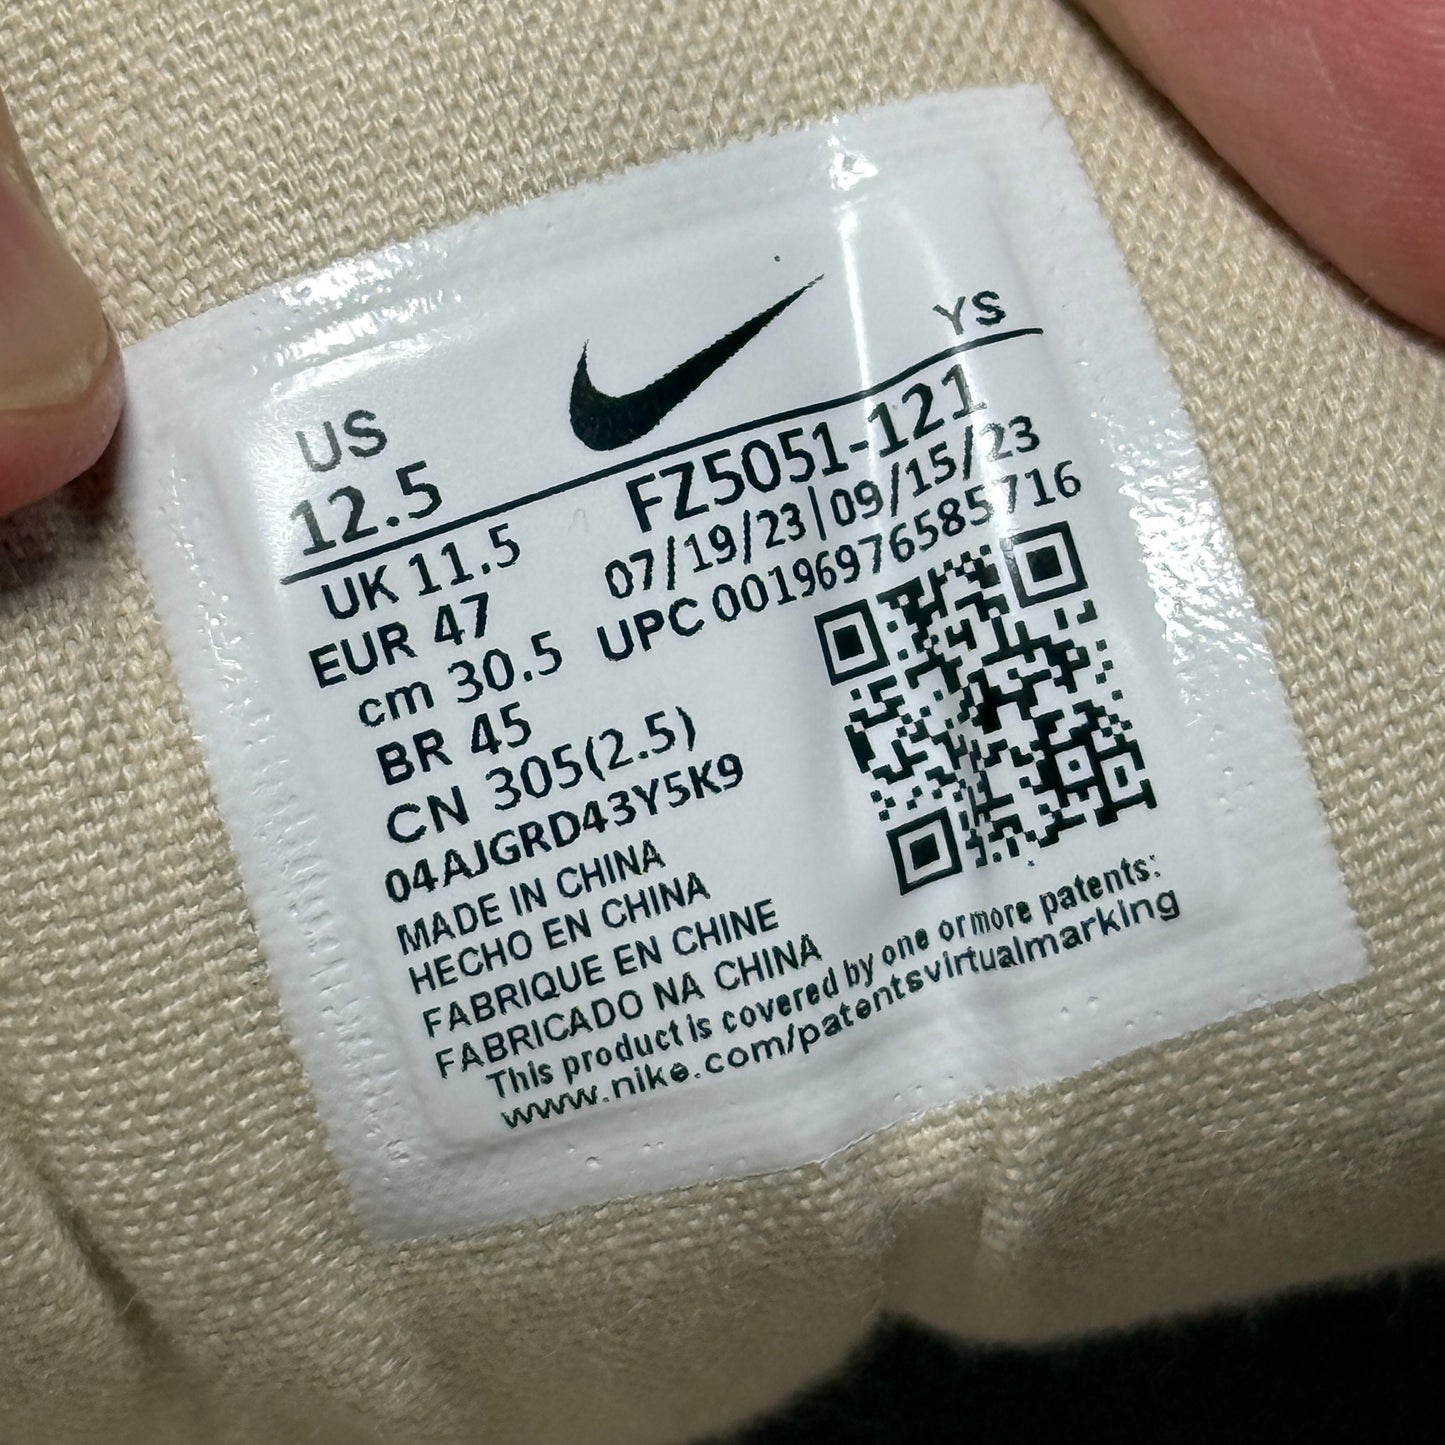 US
12.5
YS
UK 11.5
EUR 47
cm 30.5
BR 45
CN 305(2.5)
FZ5051-121
07/19/23|09/15/23
UPC 00196976585716
04AJGRD43Y5K9
MADE IN CHINA
HECHO EN CHINA
FABRIQUE EN CHINE
FABRICADO NA CHINA
This product is covered by one or more patents:
www.nike.com/patentsvirtualmarking